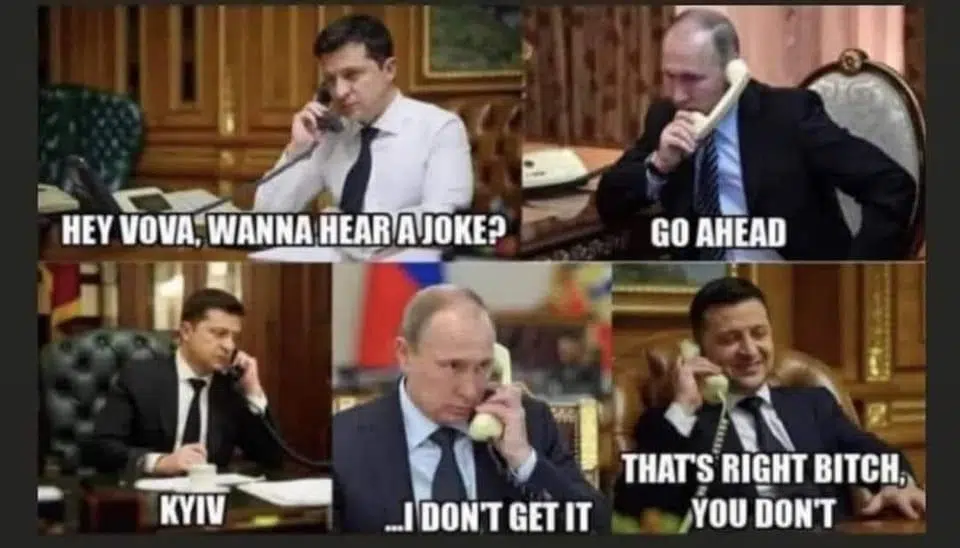 HEY VOVA, WANNA HEAR A JOKE?
GO AHEAD
KYIV
...I DON'T GET IT
THAT'S RIGHT BITCH,
YOU DON'T